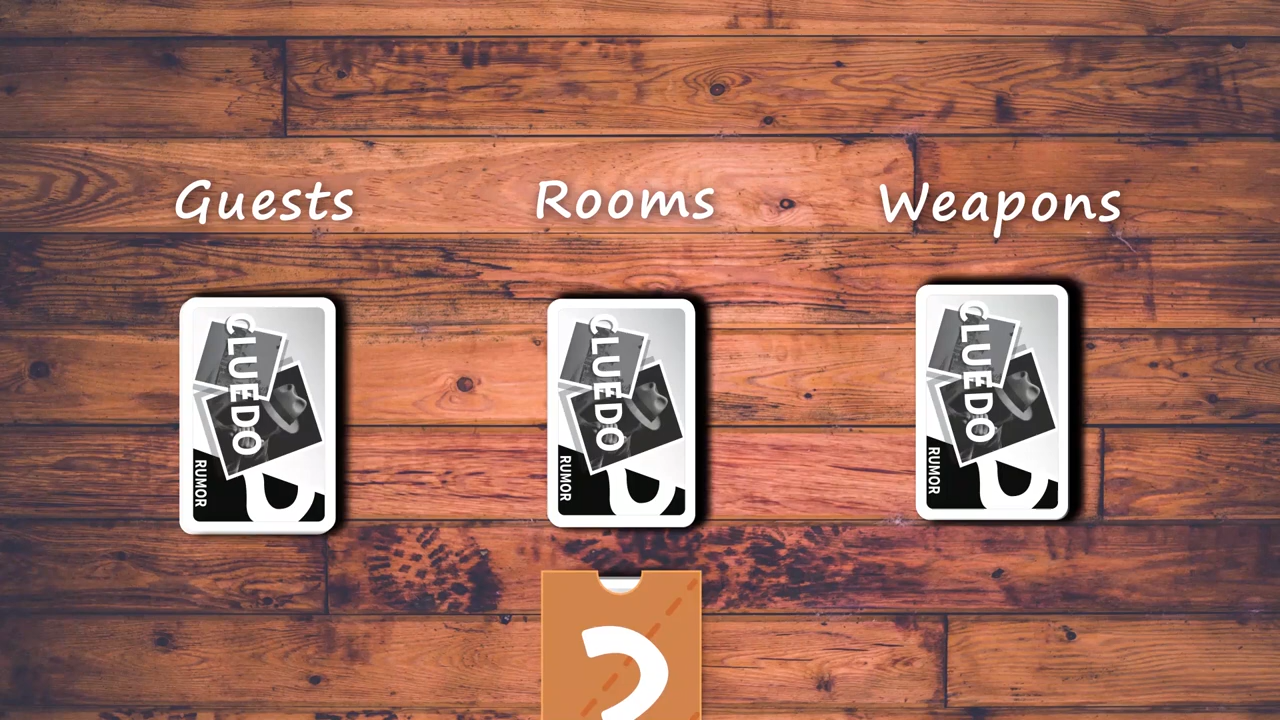 Guests
Rooms
Weapons
CLUEDO
RUMOR
CLUEDO
RUMOR
CLUEDO
RUMOR
?